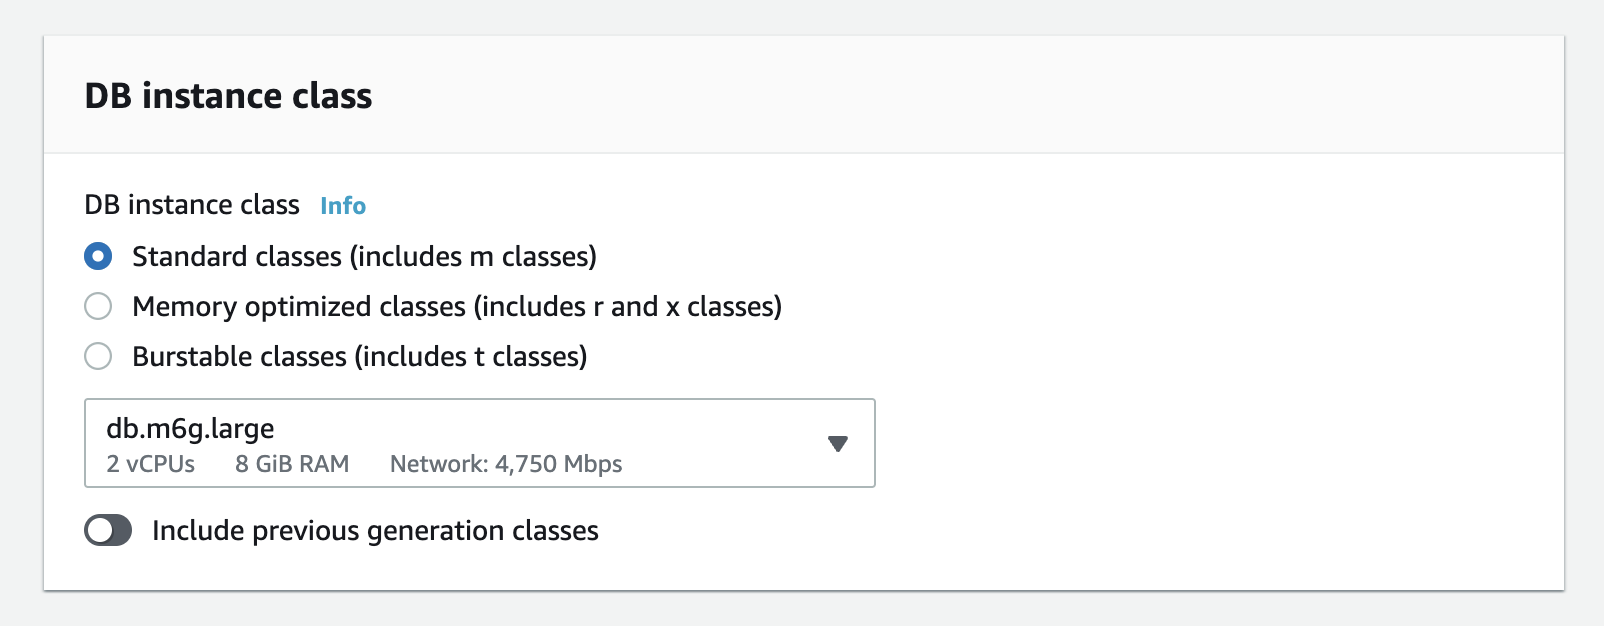 DB instance class
DB instance class Info
Standard classes (includes m classes)
Memory optimized classes (includes r and x classes)
Burstable classes (includes t classes)
db.m6g.large
2 vCPUs 8 GiB RAM Network: 4,750 Mbps
Include previous generation classes